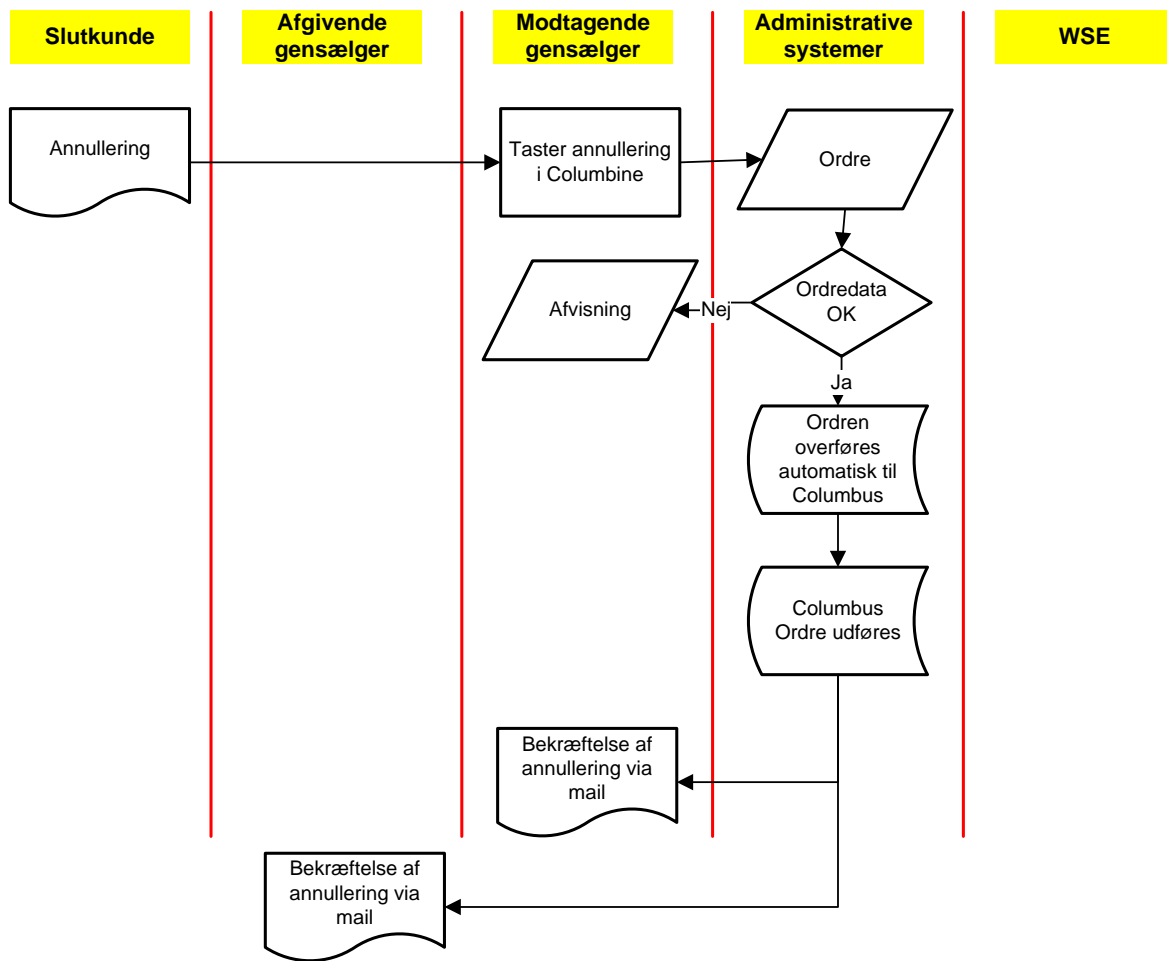 Slutkunde
Afgivende
gensælger
Modtagende
gensælger
Administrative
systemer
WSE
Annullering
Taster annullering
i Columbine
Ordre
Afvisning
Nej
Ordredata
OK
Ja
Ordren
overføres
automatisk til
Columbus
Columbus
Ordre udføres
Bekræftelse af
annullering via
mail
Bekræftelse af
annullering via
mail